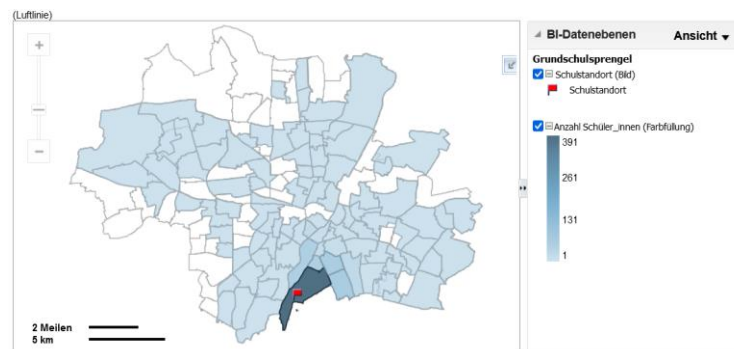 (Luftlinie)
BI-Datenebenen
Ansicht
Grundschulsprengel
Schulstandort (Bild)
Schulstandort
Anzahl Schüler_innen (Farbfüllung)
391
261
131
1
2 Meilen
5 km